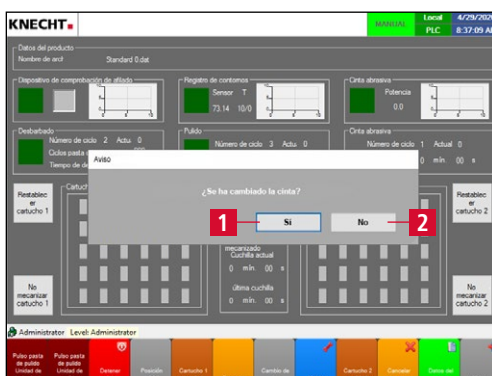 KNECHT
MANUAL
Local
4/29/202
PLC
8:37:09 A
Datos del producto
Nombre de arct
Standard 0.dat
Dispositivo de comprobación de afilado
Registro de contornos
Sensor T
73.14 10/0
Cinta abrasiva
Potencia
0.0
Desbarbado
Número de ciclo 2 Actu. 0
Ciclos pasta
Tiempo de
Pulido
Número de ciclo 3 Actu. 0
Cinta abrasiva
Número de ciclo 1 Actual 0
0 mín. 00 s
Aviso
¿Se ha cambiado la cinta?
1
Sí
No
2
Restablec
er
cartucho 1
Restablec
er
cartucho 2
mecanizado
Cuchilla actual
0 mín. 00 s
última cuchilla
0 mín. 00 s
No
mecanizar
cartucho 1
No
mecanizar
cartucho 2
Administrator Level: Administrator
Pulso pasta
de pulido
Unidad de
Pulso pasta
de pulido
Unidad de
Detener
Posición
Cartucho 1
Cambio de
Cartucho 2
Cancelar
Datos del